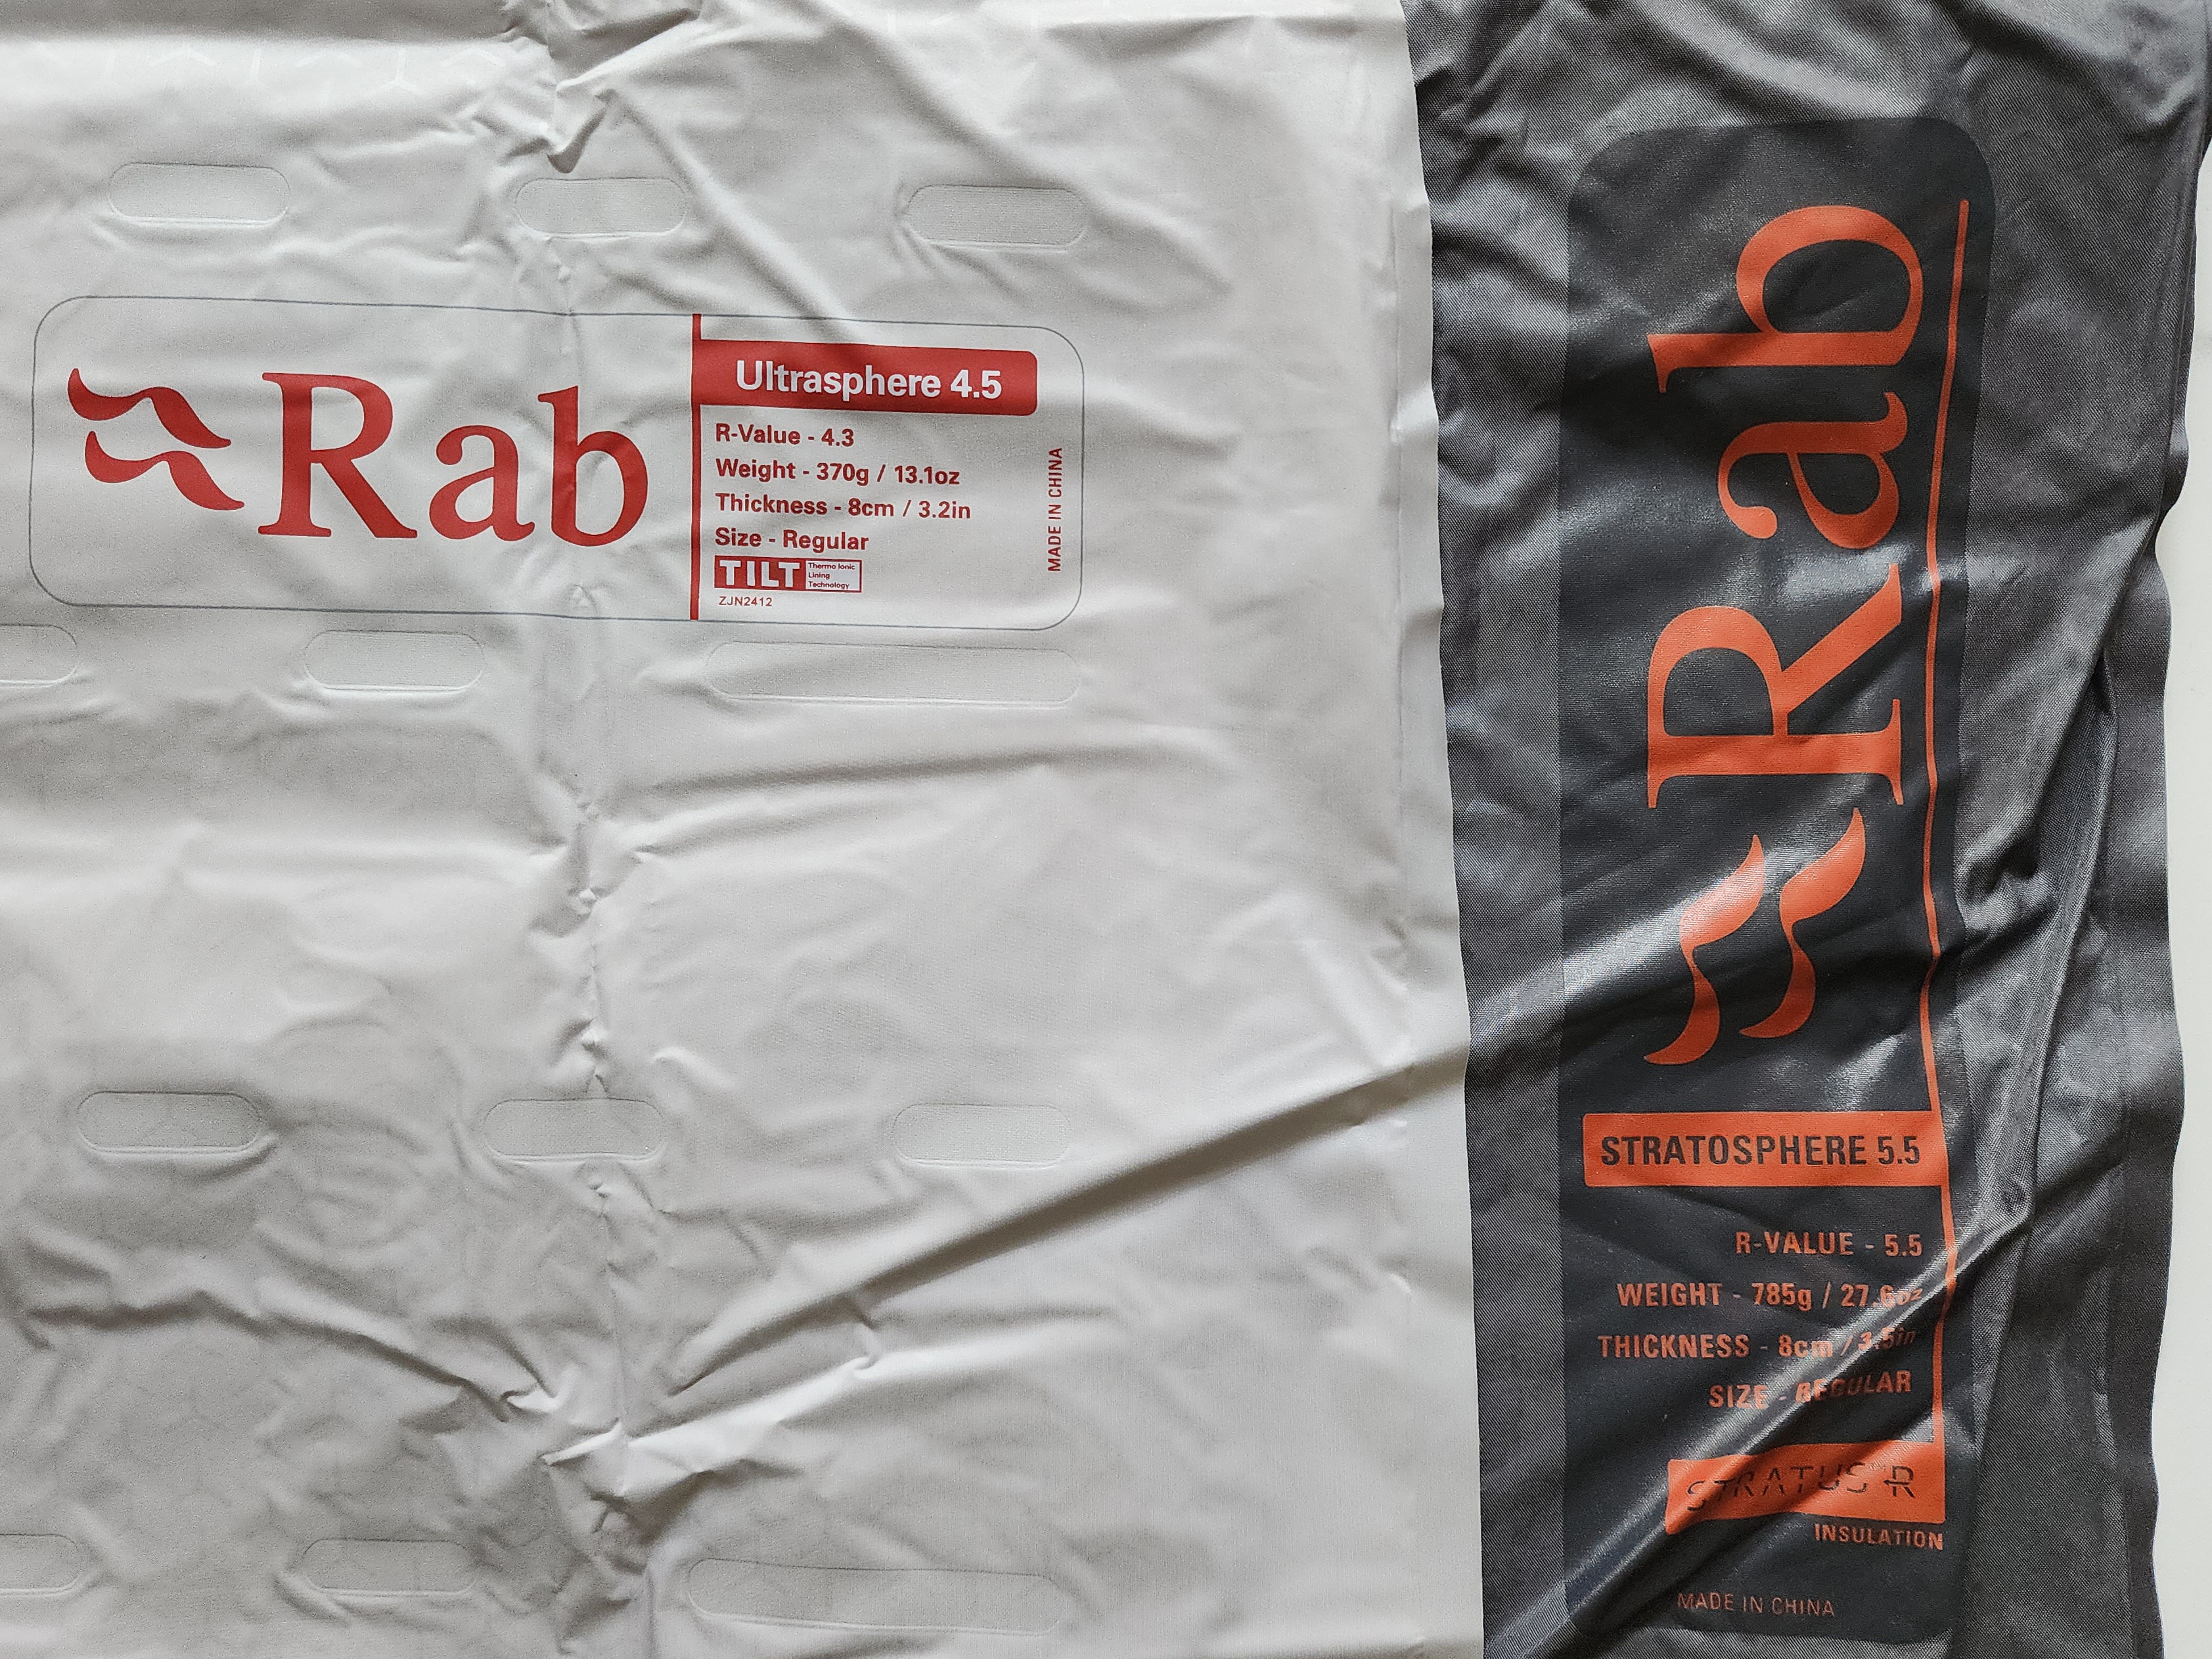 Rab
Ultrasphere 4.5
R-Value - 4.3
Weight - 370g / 13.1oz
Thickness - 8cm / 3.2in
Size - Regular
TILT
Thermo Ionic
Lining
Technology
ZJN2412
MADE IN CHINA
Rab
STRATOSPHERE 5.5
R-VALUE - 5.5
WEIGHT - 785g / 27.6oz
THICKNESS - 8cm / 3.5in
SIZE - REGULAR
STRATUS™R
INSULATION
MADE IN CHINA